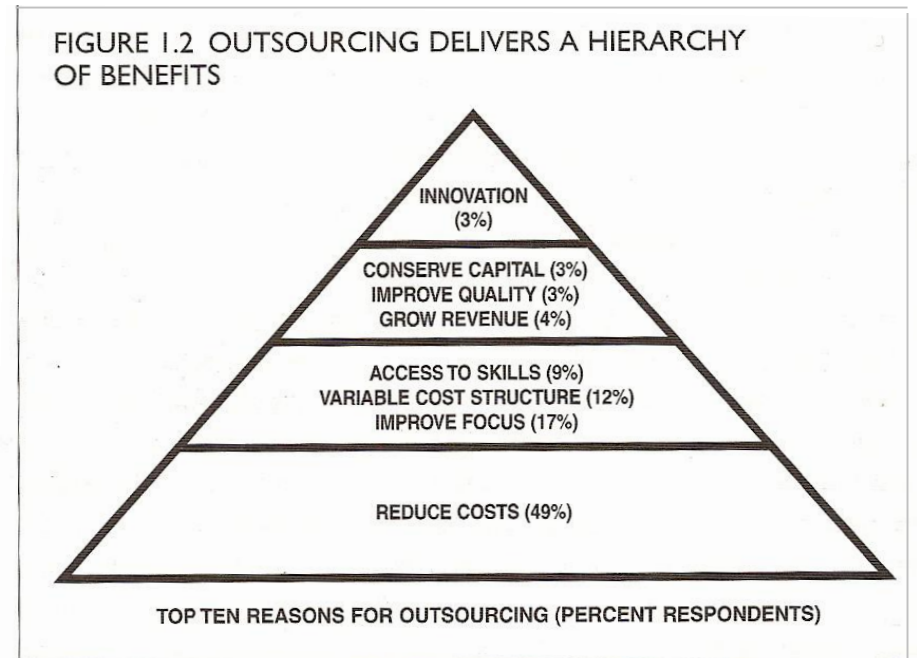 FIGURE 1.2 OUTSOURCING DELIVERS A HIERARCHY
OF BENEFITS
INNOVATION
(3%)
CONSERVE CAPITAL (3%)
IMPROVE QUALITY (3%)
GROW REVENUE (4%)
ACCESS TO SKILLS (9%)
VARIABLE COST STRUCTURE (12%)
IMPROVE FOCUS (17%)
REDUCE COSTS (49%)
TOP TEN REASONS FOR OUTSOURCING (PERCENT RESPONDENTS)